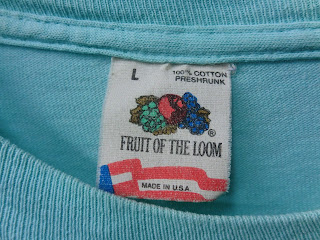 L
100% COTTON
PRESHRUNK
®
FRUIT OF THE LOOM
MADE IN U.S.A.